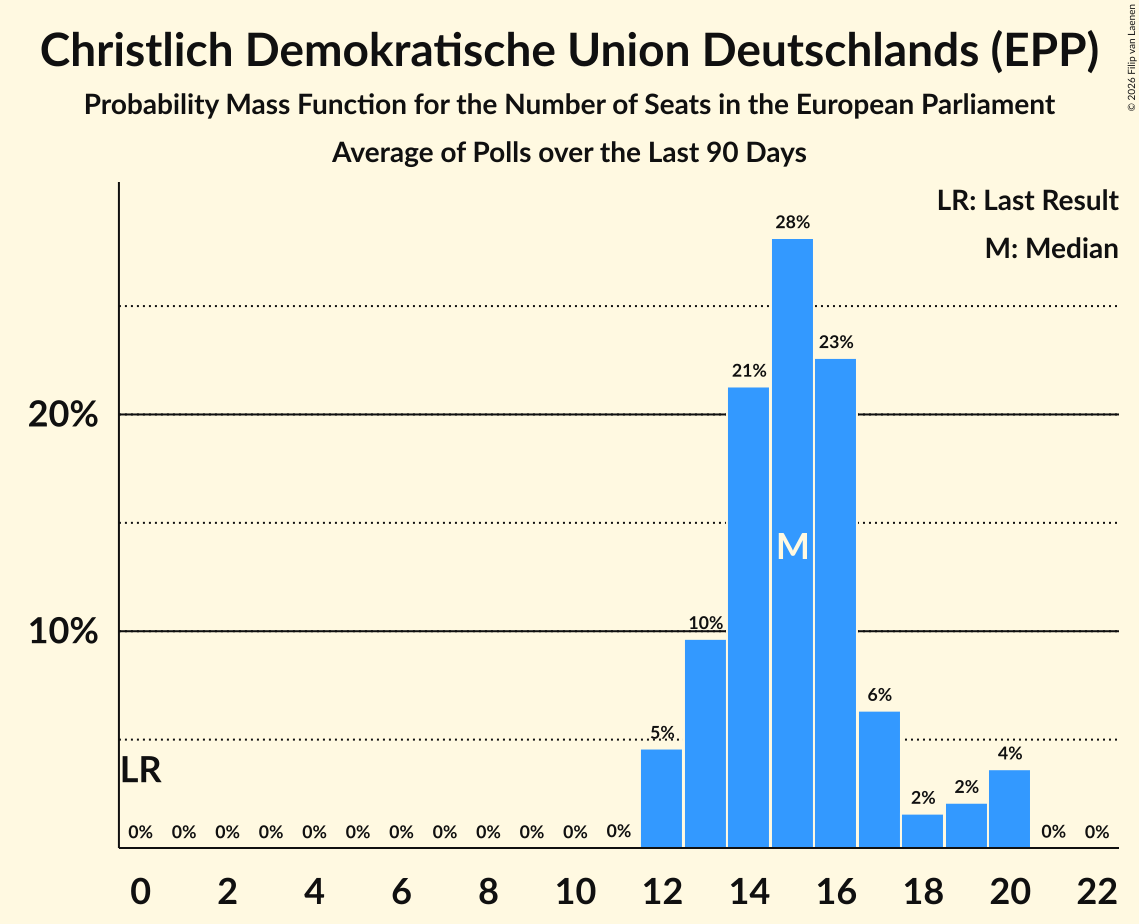 Christlich Demokratische Union Deutschlands (EPP)
Probability Mass Function for the Number of Seats in the European Parliament
Average of Polls over the Last 90 Days
© 2026 Filip van Laenen
LR: Last Result
M: Median
28%
23%
21%
20%
M
10%
10%
6%
5%
4%
LR
2%
2%
0% 0% 0% 0% 0% 0% 0% 0% 0% 0% 0% 0% 0% 0%
0 2 4 6 8 10 12 14 16 18 20 22